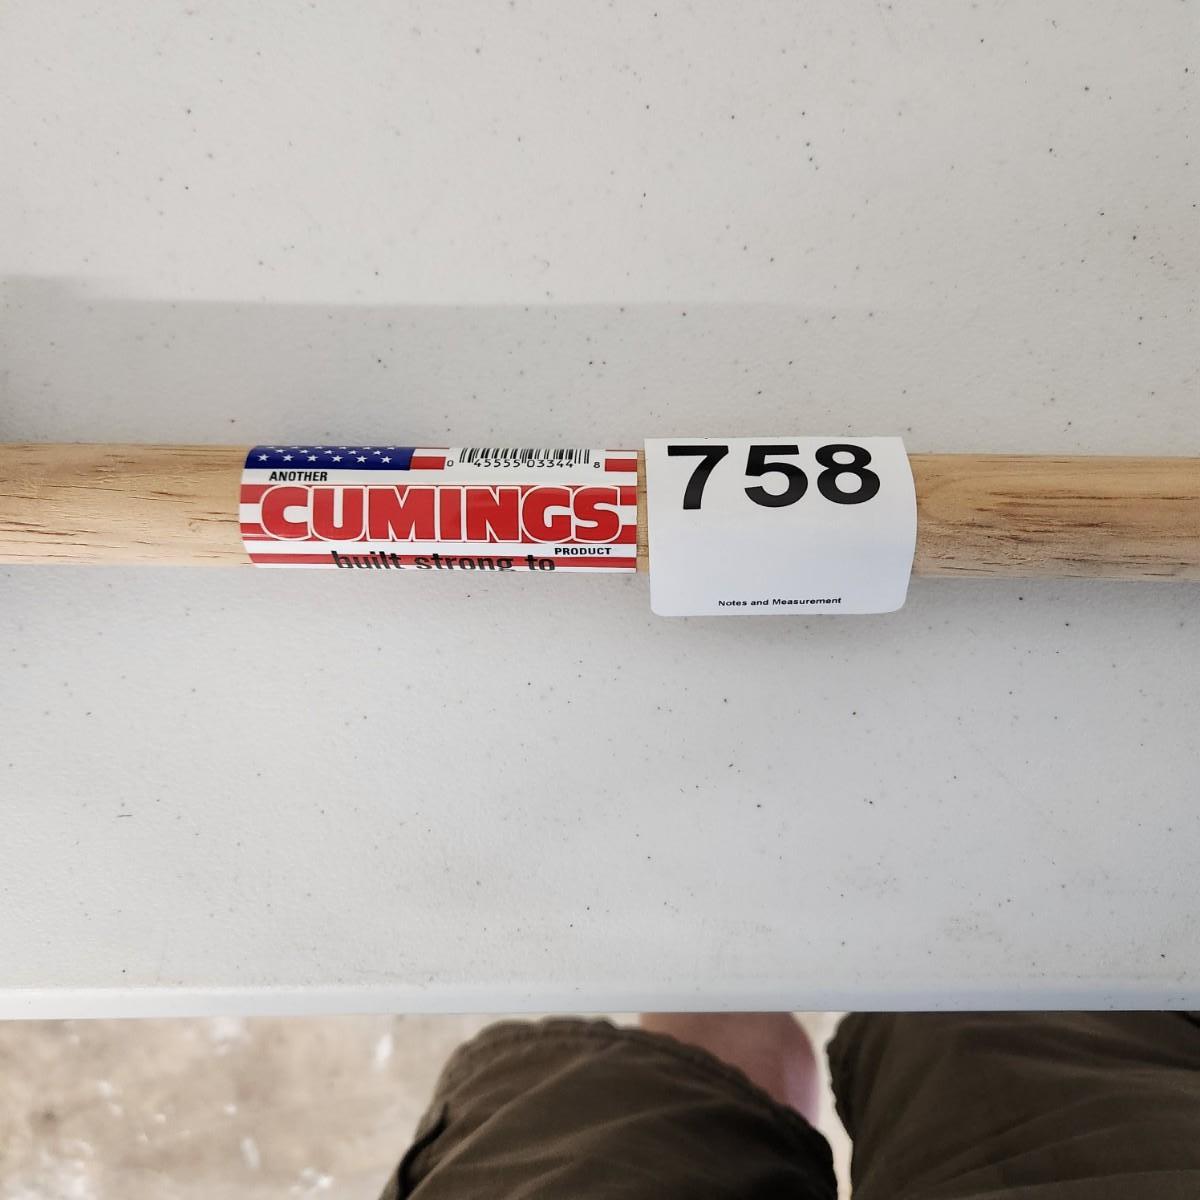 0 45555 03344 8
ANOTHER
CUMINGS
PRODUCT
built strong to
758
Notes and Measurement